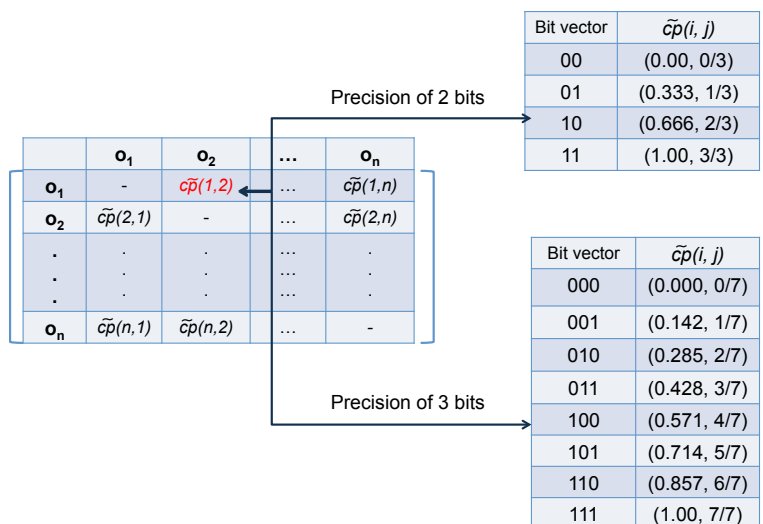 Bit vector c͠p(i, j)
00 (0.00, 0/3)
01 (0.333, 1/3)
10 (0.666, 2/3)
11 (1.00, 3/3)
Precision of 2 bits
o₁ o₂ ... oₙ
o₁ - c͠p(1,2) ... c͠p(1,n)
o₂ c͠p(2,1) - ... c͠p(2,n)
. . . ... .
. . . ... .
. . . ... .
oₙ c͠p(n,1) c͠p(n,2) ... -
Precision of 3 bits
Bit vector c͠p(i, j)
000 (0.000, 0/7)
001 (0.142, 1/7)
010 (0.285, 2/7)
011 (0.428, 3/7)
100 (0.571, 4/7)
101 (0.714, 5/7)
110 (0.857, 6/7)
111 (1.00, 7/7)